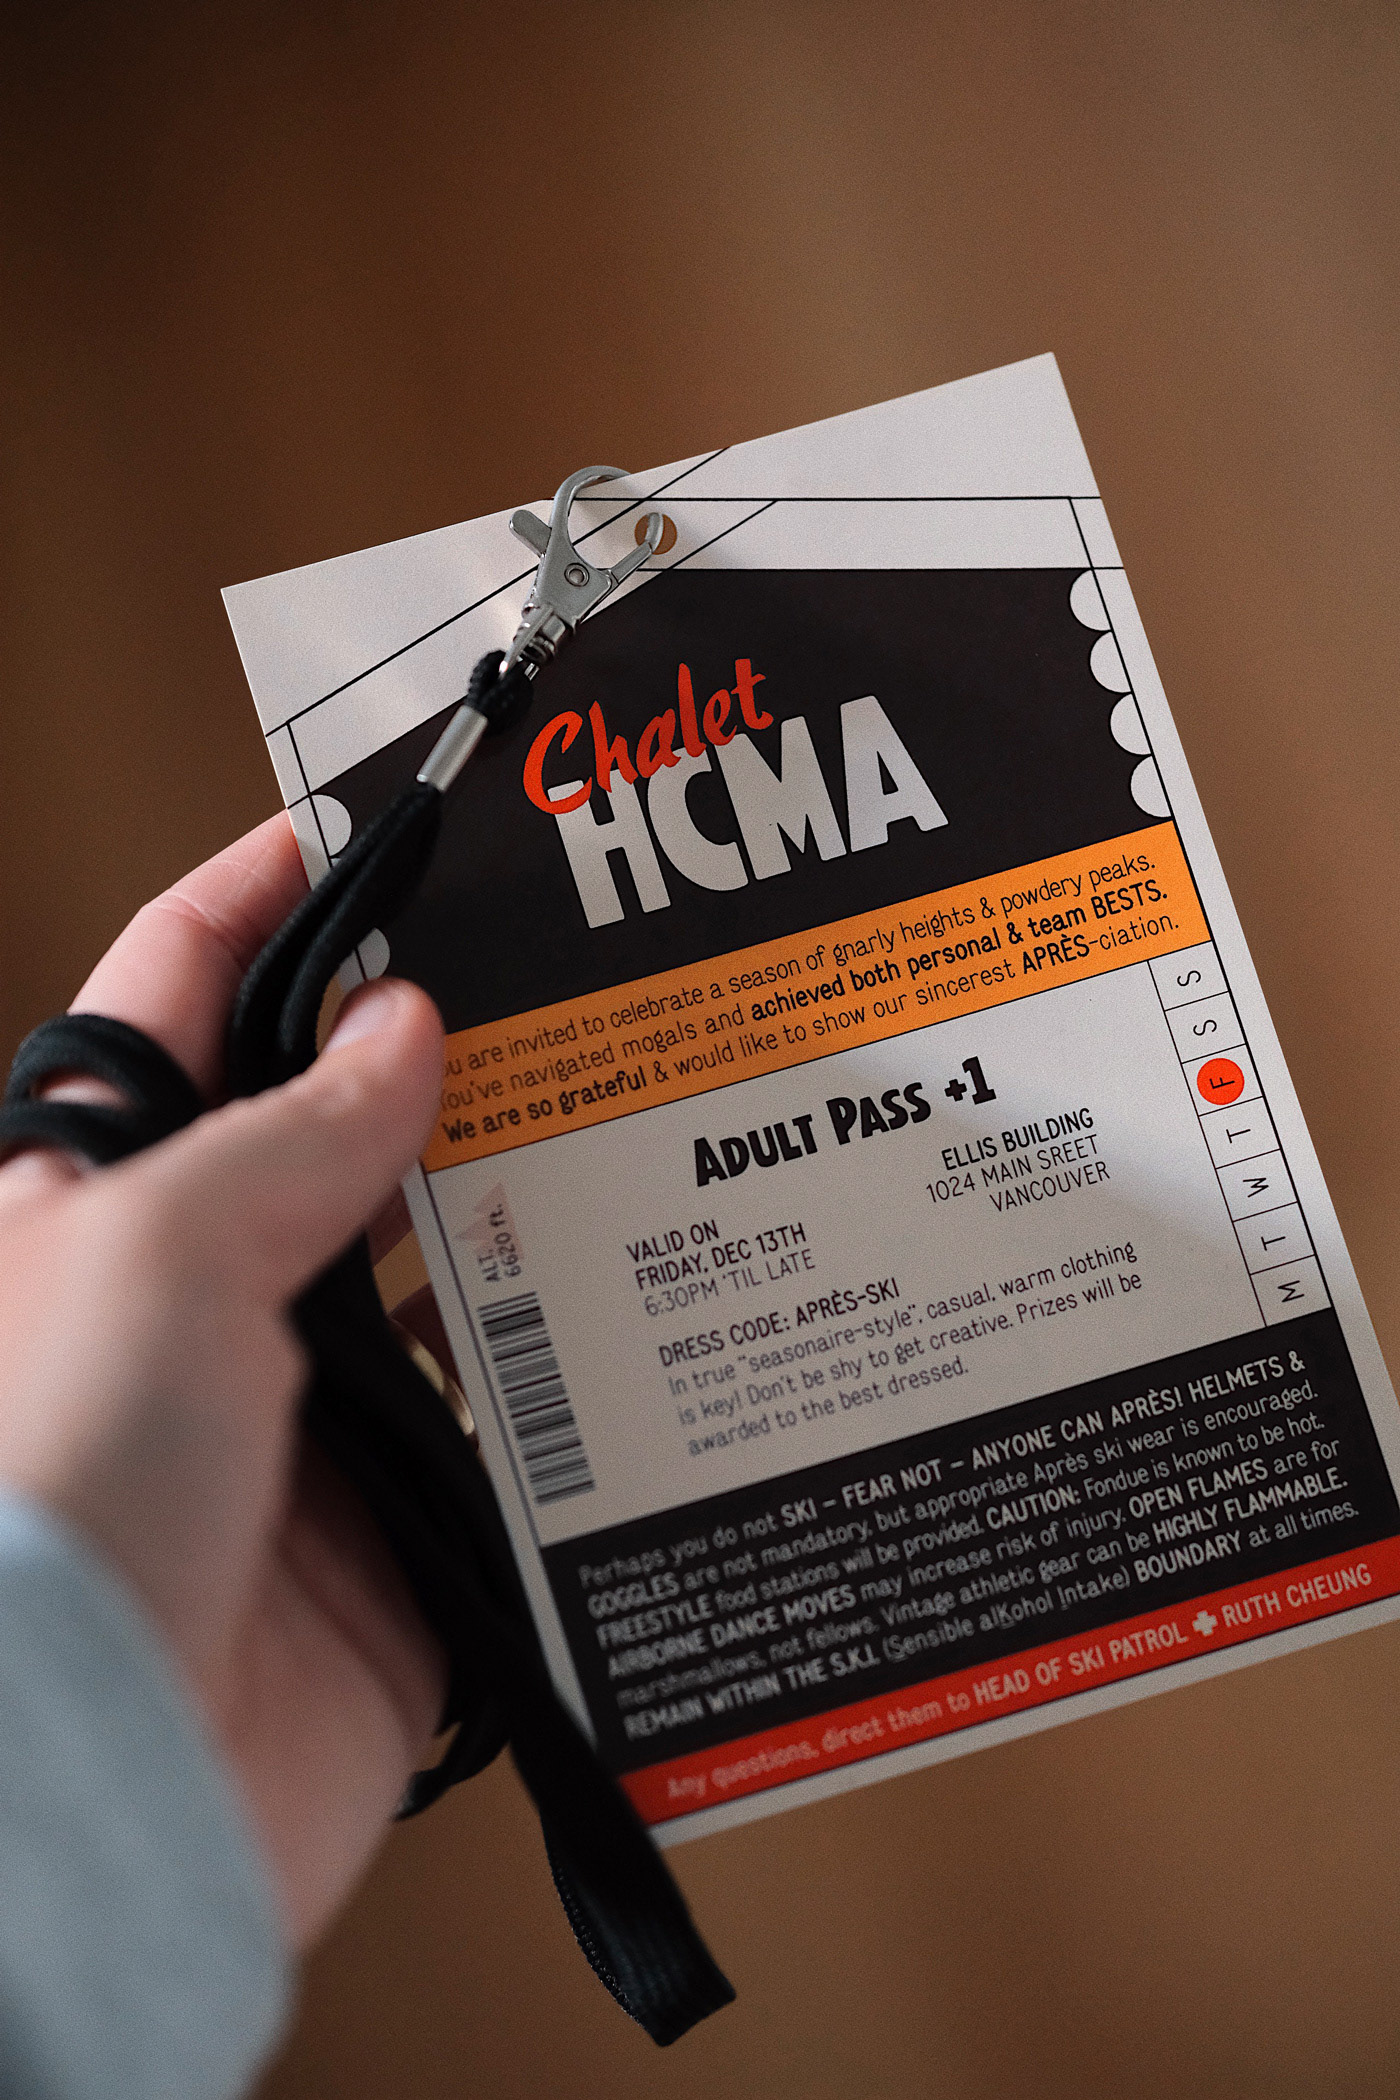 Chalet
HCMA
ou are invited to celebrate a season of gnarly heights & powdery peaks.
You've navigated mogals and achieved both personal & team BESTS.
We are so grateful & would like to show our sincerest APRÈS-ciation.
ADULT PASS +1
ELLIS BUILDING
1024 MAIN SREET
VANCOUVER
VALID ON
FRIDAY, DEC 13TH
6:30PM 'TIL LATE
DRESS CODE: APRÈS-SKI
In true "seasonaire-style", casual, warm clothing
is key! Don't be shy to get creative. Prizes will be
awarded to the best dressed.
ALT.
6620 ft.
S
S
F
T
W
T
M
Perhaps you do not SKI – FEAR NOT – ANYONE CAN APRÈS! HELMETS &
GOGGLES are not mandatory, but appropriate Après ski wear is encouraged.
FREESTYLE food stations will be provided. CAUTION: Fondue is known to be hot.
AIRBORNE DANCE MOVES may increase risk of injury. OPEN FLAMES are for
marshmallows, not fellows. Vintage athletic gear can be HIGHLY FLAMMABLE.
REMAIN WITHIN THE S.K.I. (Sensible alKohol Intake) BOUNDARY at all times.
Any questions, direct them to HEAD OF SKI PATROL ✚ RUTH CHEUNG